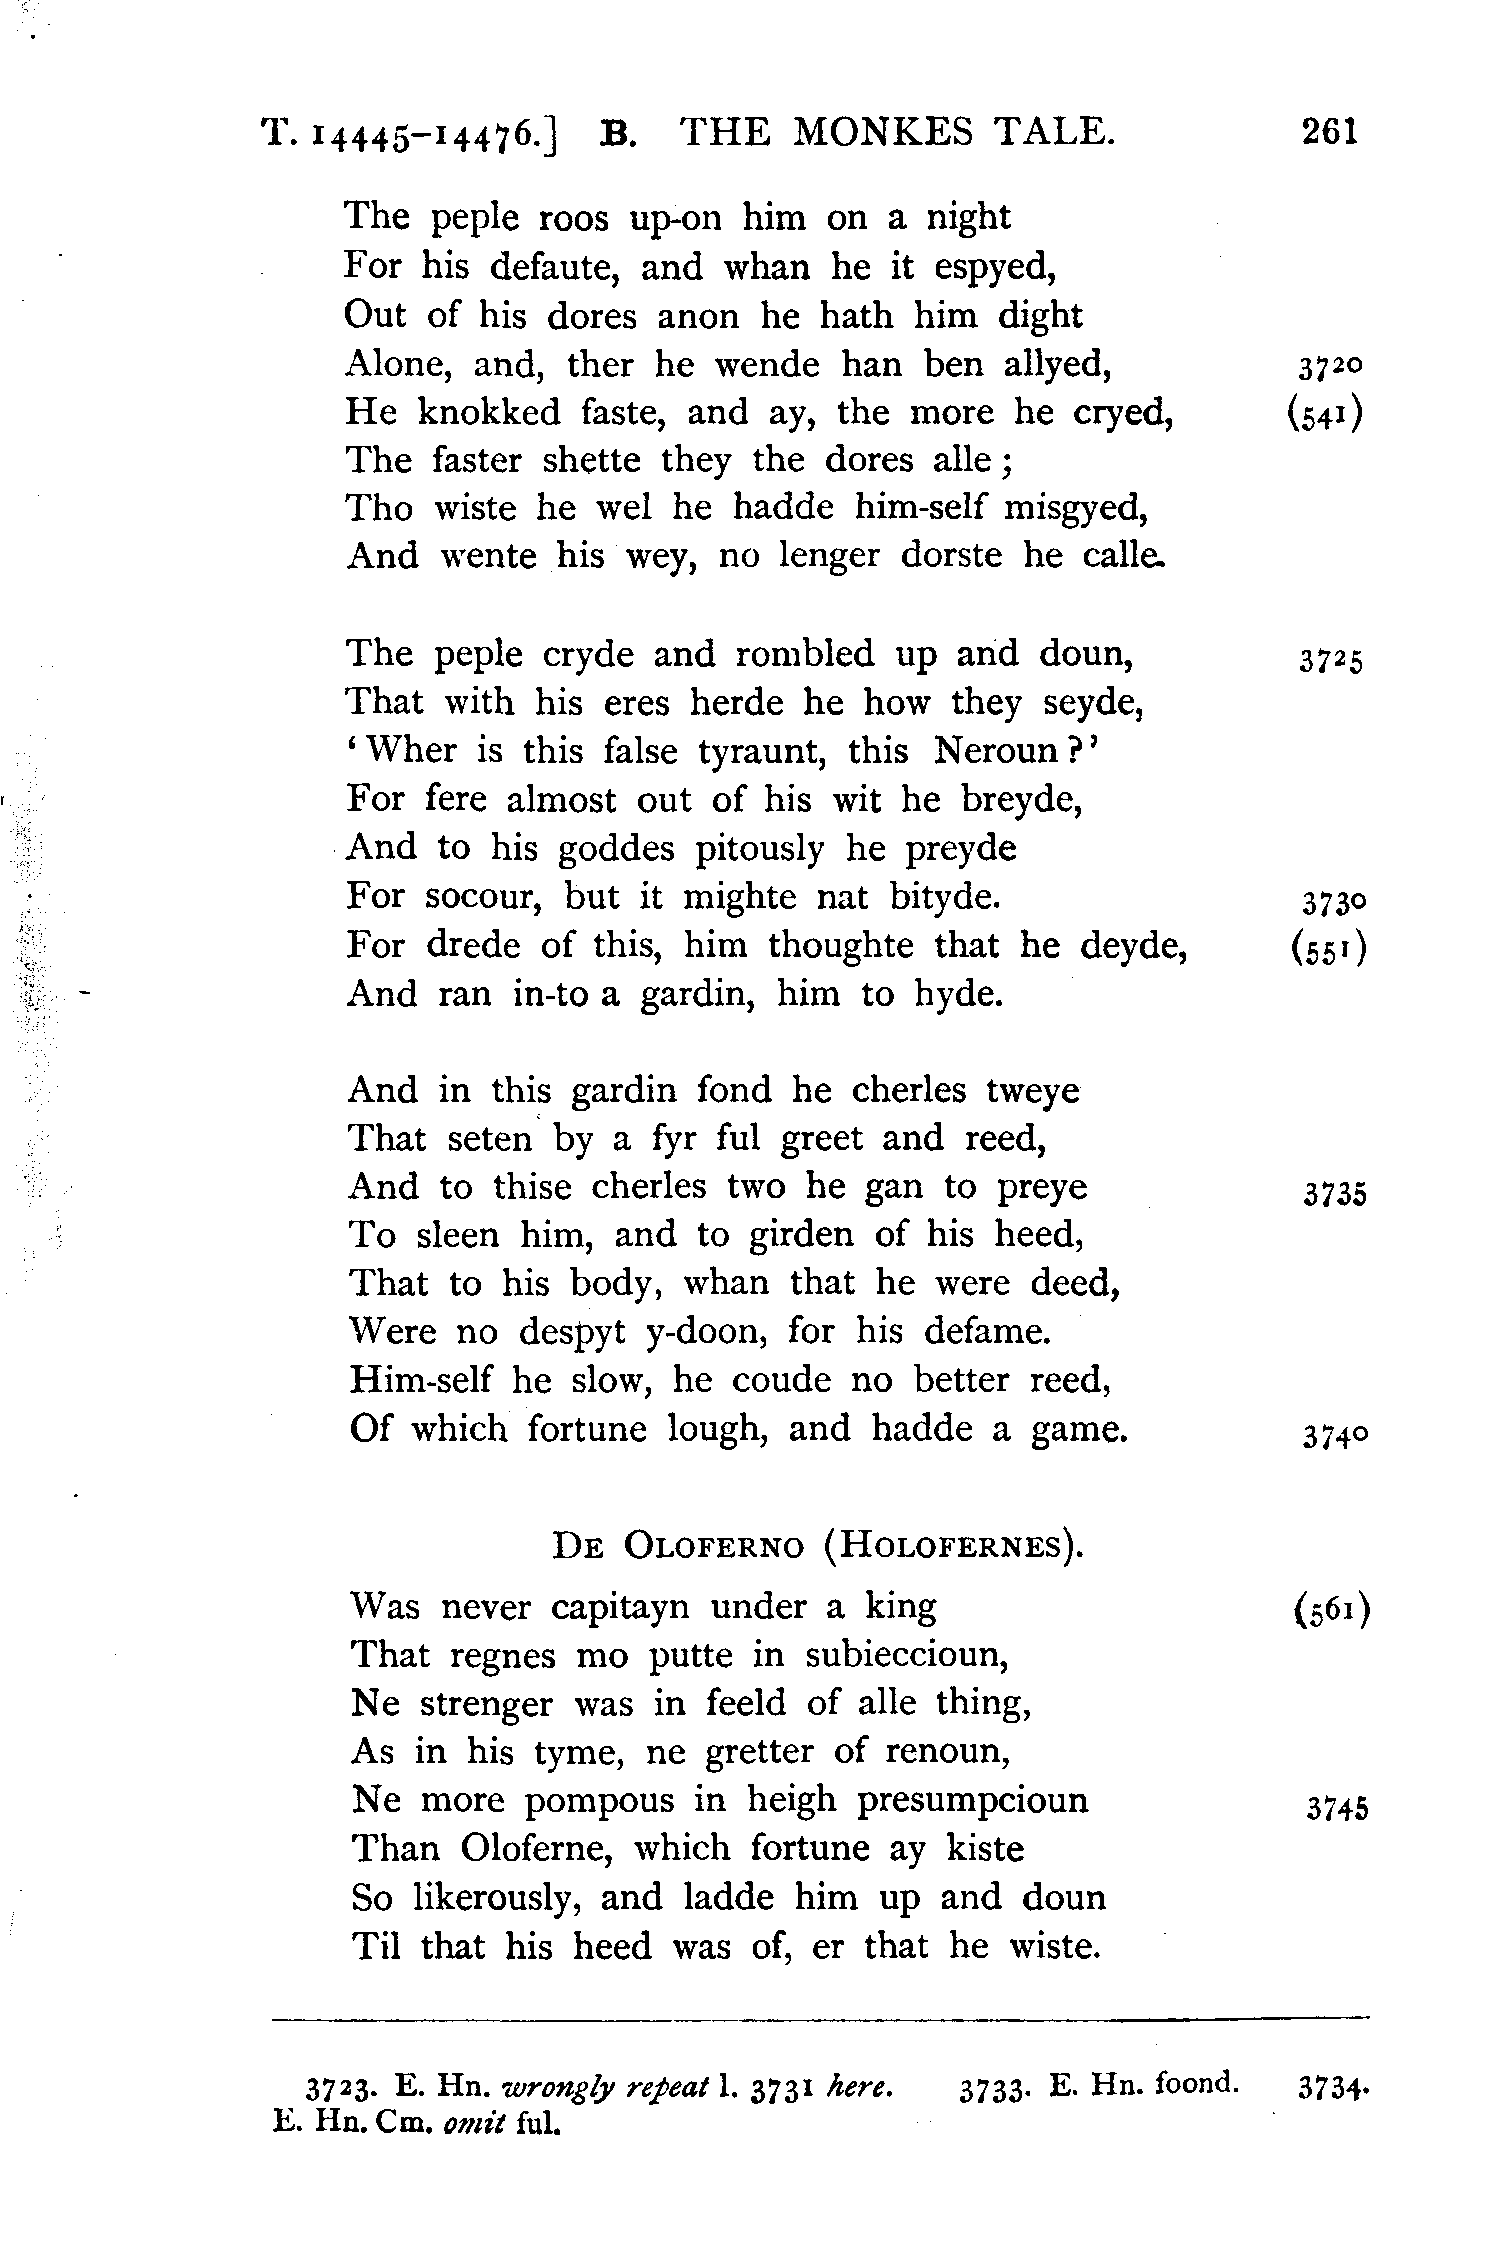 T. 14445-14476.] B. THE MONKES TALE. 261
The peple roos up-on him on a night
For his defaute, and whan he it espyed,
Out of his dores anon he hath him dight
Alone, and, ther he wende han ben allyed, 3720
He knokked faste, and ay, the more he cryed, (541)
The faster shette they the dores alle;
Tho wiste he wel he hadde him-self misgyed,
And wente his wey, no lenger dorste he calle.
The peple cryde and rombled up and doun, 3725
That with his eres herde he how they seyde,
‘Wher is this false tyraunt, this Neroun?’
For fere almost out of his wit he breyde,
And to his goddes pitously he preyde
For socour, but it mighte nat bityde. 3730
For drede of this, him thoughte that he deyde, (551)
And ran in-to a gardin, him to hyde.
And in this gardin fond he cherles tweye
That seten by a fyr ful greet and reed,
And to thise cherles two he gan to preye 3735
To sleen him, and to girden of his heed,
That to his body, whan that he were deed,
Were no despyt y-doon, for his defame.
Him-self he slow, he coude no better reed,
Of which fortune lough, and hadde a game. 3740
DE OLOFERNO (HOLOFERNES).
Was never capitayn under a king (561)
That regnes mo putte in subieccioun,
Ne strenger was in feeld of alle thing,
As in his tyme, ne gretter of renoun,
Ne more pompous in heigh presumpcioun 3745
Than Oloferne, which fortune ay kiste
So likerously, and ladde him up and doun
Til that his heed was of, er that he wiste.
3723. E. Hn. wrongly repeat l. 3731 here. 3733. E. Hn. foond. 3734.
E. Hn. Cm. omit ful.